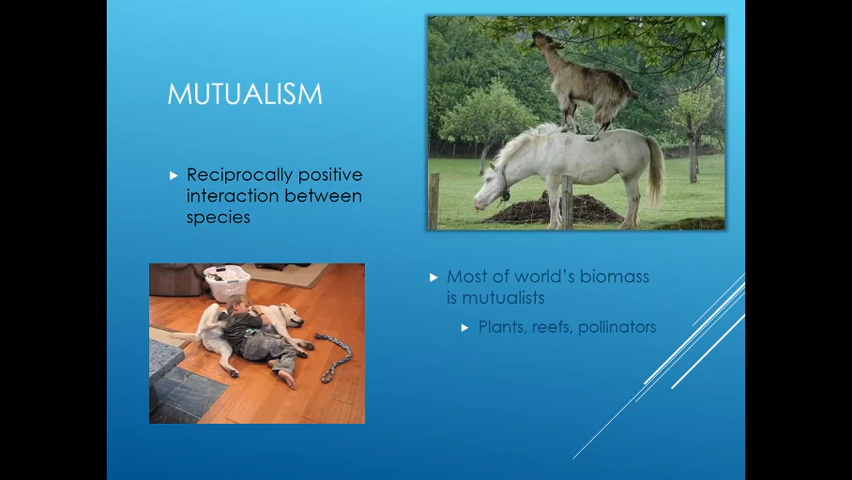 MUTUALISM
Reciprocally positive
interaction between
species
Most of world's biomass
is mutualists
Plants, reefs, pollinators